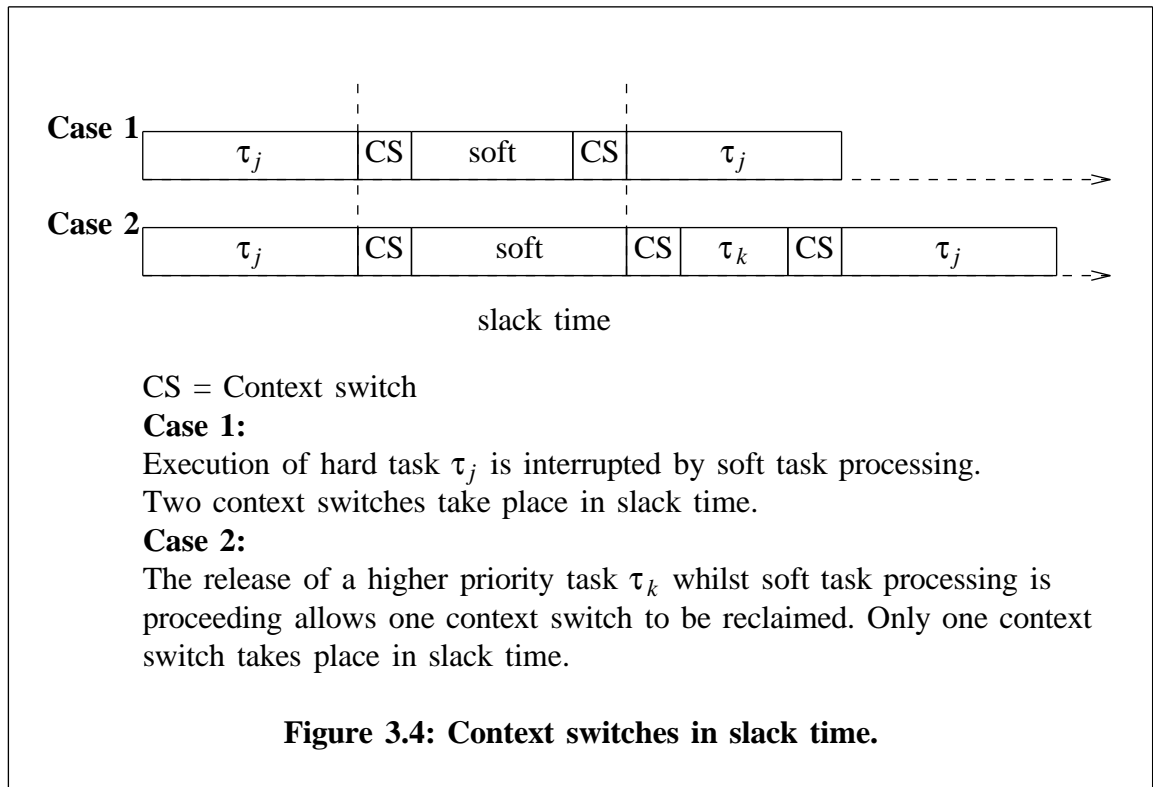 Case 1
τj CS soft CS τj
Case 2
τj CS soft CS τk CS τj
slack time
CS = Context switch
Case 1:
Execution of hard task τj is interrupted by soft task processing.
Two context switches take place in slack time.
Case 2:
The release of a higher priority task τk whilst soft task processing is
proceeding allows one context switch to be reclaimed. Only one context
switch takes place in slack time.
Figure 3.4: Context switches in slack time.